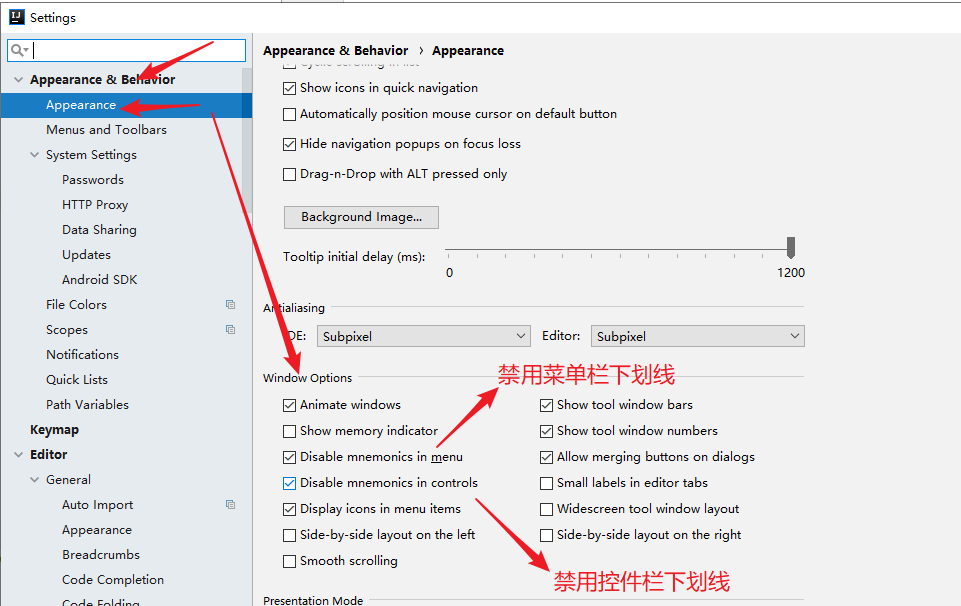 IJ
Settings
Appearance & Behavior
Appearance
Menus and Toolbars
System Settings
Passwords
HTTP Proxy
Data Sharing
Updates
Android SDK
File Colors
Scopes
Notifications
Quick Lists
Path Variables
Keymap
Editor
General
Auto Import
Appearance
Breadcrumbs
Code Completion
Code Folding
Appearance & Behavior › Appearance
Cyclic scrolling in list
Show icons in quick navigation
Automatically position mouse cursor on default button
Hide navigation popups on focus loss
Drag-n-Drop with ALT pressed only
Background Image...
Tooltip initial delay (ms):
0 1200
Antialiasing
IDE: Subpixel Editor: Subpixel
Window Options
禁用菜单栏下划线
Animate windows Show tool window bars
Show memory indicator Show tool window numbers
Disable mnemonics in menu Allow merging buttons on dialogs
Disable mnemonics in controls Small labels in editor tabs
Display icons in menu items Widescreen tool window layout
Side-by-side layout on the left Side-by-side layout on the right
Smooth scrolling
禁用控件栏下划线
Presentation Mode